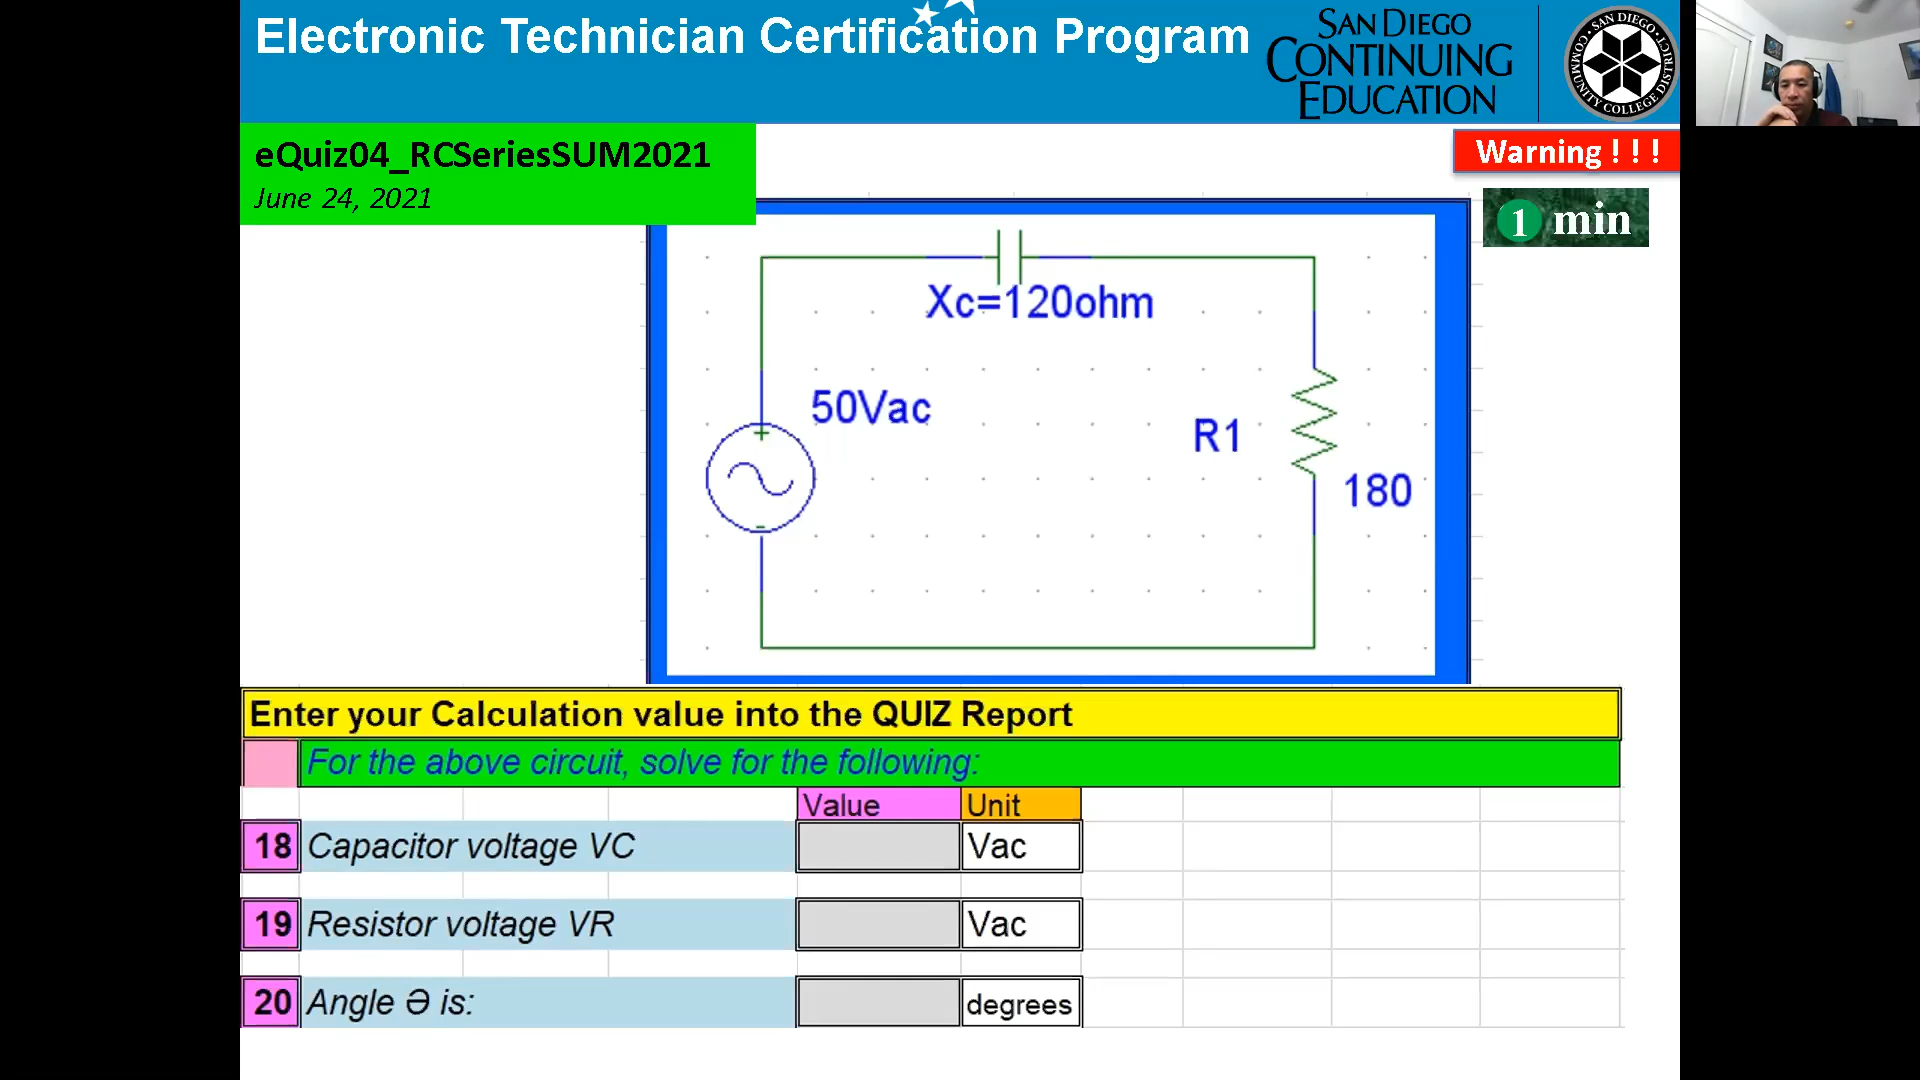 Electronic Technician Certification Program
SAN DIEGO
CONTINUING
EDUCATION
SAN DIEGO
COMMUNITY COLLEGE DISTRICT
eQuiz04_RCSeriesSUM2021
June 24, 2021
Warning ! ! !
1 min
Xc=120ohm
50Vac
R1
180
Enter your Calculation value into the QUIZ Report
For the above circuit, solve for the following:
Value Unit
18 Capacitor voltage VC Vac
19 Resistor voltage VR Vac
20 Angle Ə is: degrees